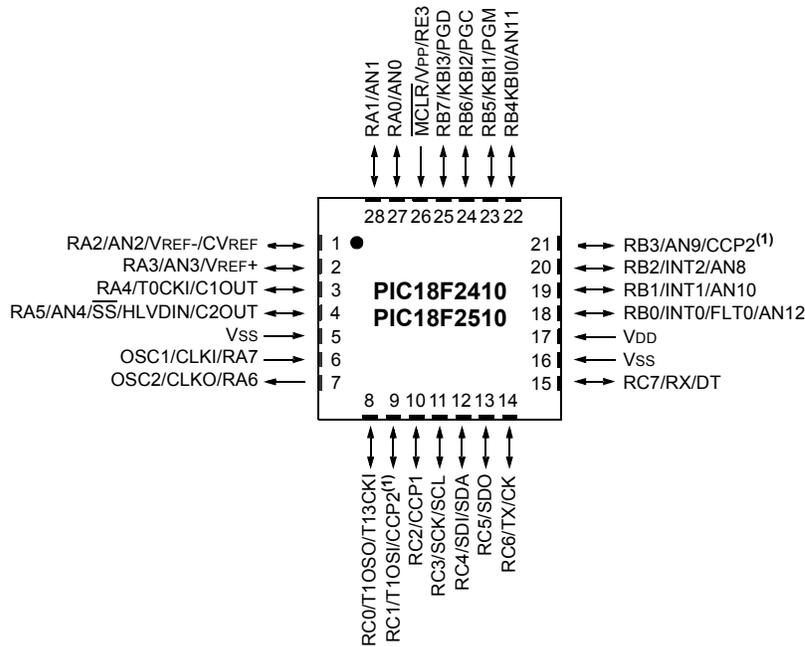 RA1/AN1
RA0/AN0
MCLR/VPP/RE3
RB7/KBI3/PGD
RB6/KBI2/PGC
RB5/KBI1/PGM
RB4KBI0/AN11
28 27 26 25 24 23 22
RA2/AN2/VREF-/CVREF 1
RA3/AN3/VREF+ 2
RA4/T0CKI/C1OUT 3
RA5/AN4/SS/HLVDIN/C2OUT 4
VSS 5
OSC1/CLKI/RA7 6
OSC2/CLKO/RA6 7
PIC18F2410
PIC18F2510
21 RB3/AN9/CCP2(1)
20 RB2/INT2/AN8
19 RB1/INT1/AN10
18 RB0/INT0/FLT0/AN12
17 VDD
16 VSS
15 RC7/RX/DT
8 9 10 11 12 13 14
RC0/T1OSO/T13CKI
RC1/T1OSI/CCP2(1)
RC2/CCP1
RC3/SCK/SCL
RC4/SDI/SDA
RC5/SDO
RC6/TX/CK